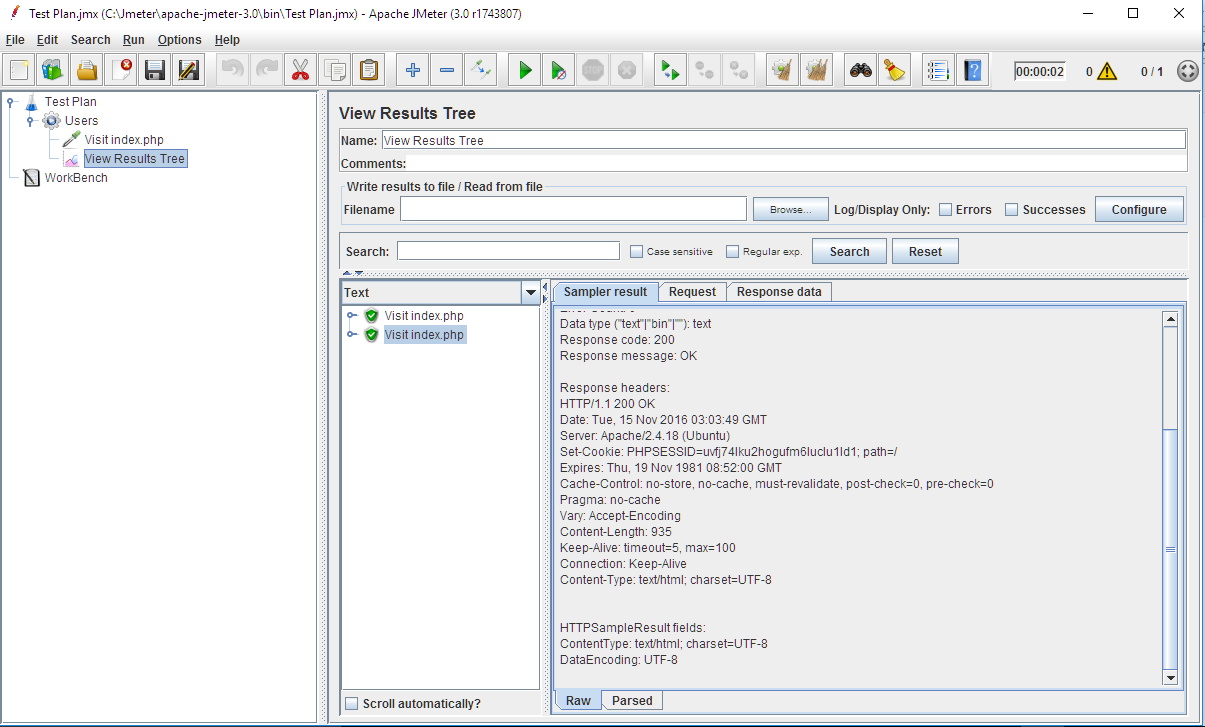 Test Plan.jmx (C:\Jmeter\apache-jmeter-3.0\bin\Test Plan.jmx) - Apache JMeter (3.0 r1743807)
File Edit Search Run Options Help
STOP
00:00:02 0 0 / 1
Test Plan
Users
Visit index.php
View Results Tree
WorkBench
View Results Tree
Name: View Results Tree
Comments:
Write results to file / Read from file
Filename Browse... Log/Display Only: Errors Successes Configure
Search: Case sensitive Regular exp. Search Reset
Text
Visit index.php
Visit index.php
Scroll automatically?
Sampler result Request Response data
Data type ("text"|"bin"|""): text
Response code: 200
Response message: OK
Response headers:
HTTP/1.1 200 OK
Date: Tue, 15 Nov 2016 03:03:49 GMT
Server: Apache/2.4.18 (Ubuntu)
Set-Cookie: PHPSESSID=uvfj74lku2hogufm6luclu1ld1; path=/
Expires: Thu, 19 Nov 1981 08:52:00 GMT
Cache-Control: no-store, no-cache, must-revalidate, post-check=0, pre-check=0
Pragma: no-cache
Vary: Accept-Encoding
Content-Length: 935
Keep-Alive: timeout=5, max=100
Connection: Keep-Alive
Content-Type: text/html; charset=UTF-8
HTTPSampleResult fields:
ContentType: text/html; charset=UTF-8
DataEncoding: UTF-8
Raw Parsed